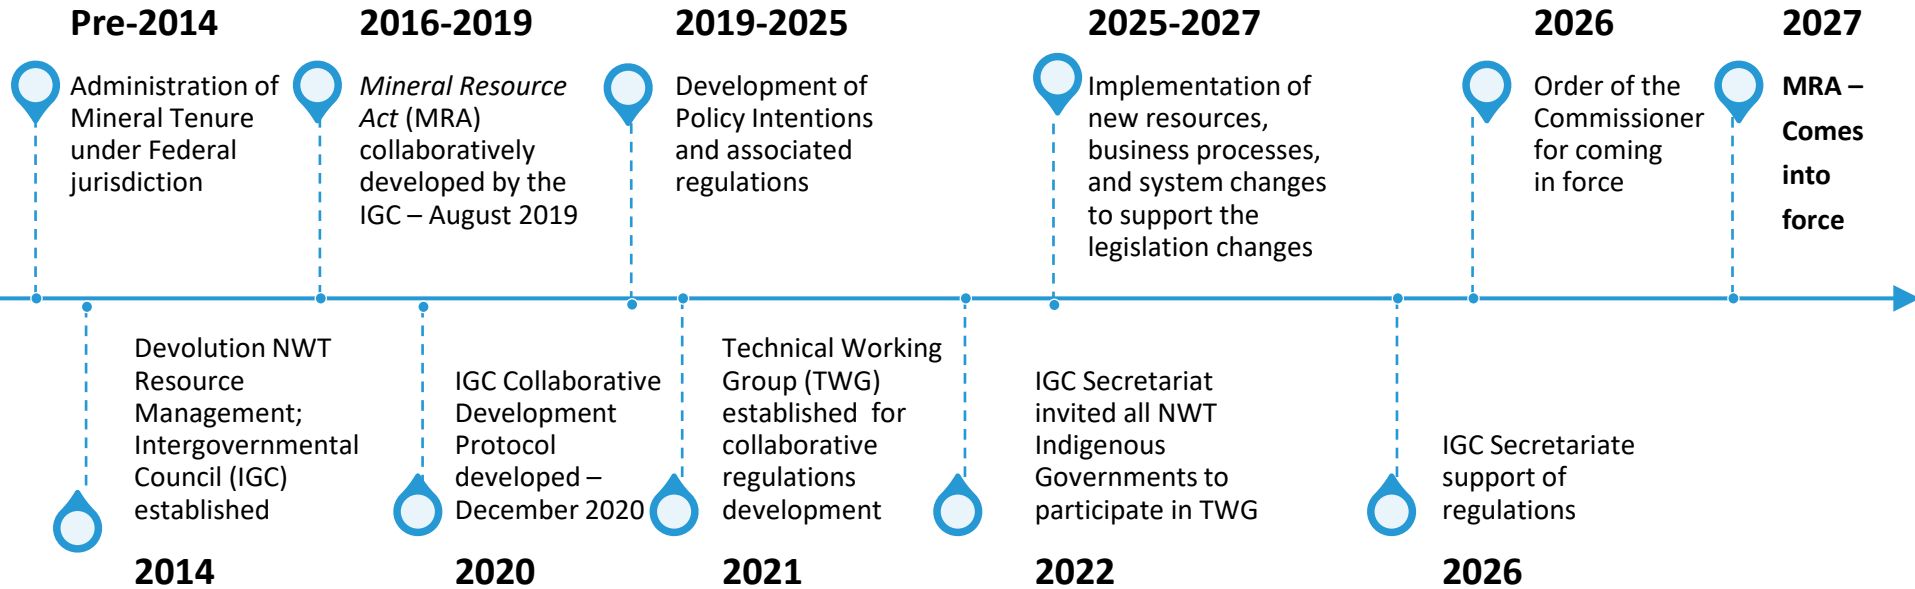 Pre-2014
Administration of
Mineral Tenure
under Federal
jurisdiction
2016-2019
Mineral Resource
Act (MRA)
collaboratively
developed by the
IGC – August 2019
2019-2025
Development of
Policy Intentions
and associated
regulations
2025-2027
Implementation of
new resources,
business processes,
and system changes
to support the
legislation changes
2026
Order of the
Commissioner
for coming
in force
2027
MRA –
Comes
into
force
Devolution NWT
Resource
Management;
Intergovernmental
Council (IGC)
established
2014
IGC Collaborative
Development
Protocol
developed –
December 2020
2020
Technical Working
Group (TWG)
established for
collaborative
regulations
development
2021
IGC Secretariat
invited all NWT
Indigenous
Governments to
participate in TWG
2022
IGC Secretariate
support of
regulations
2026